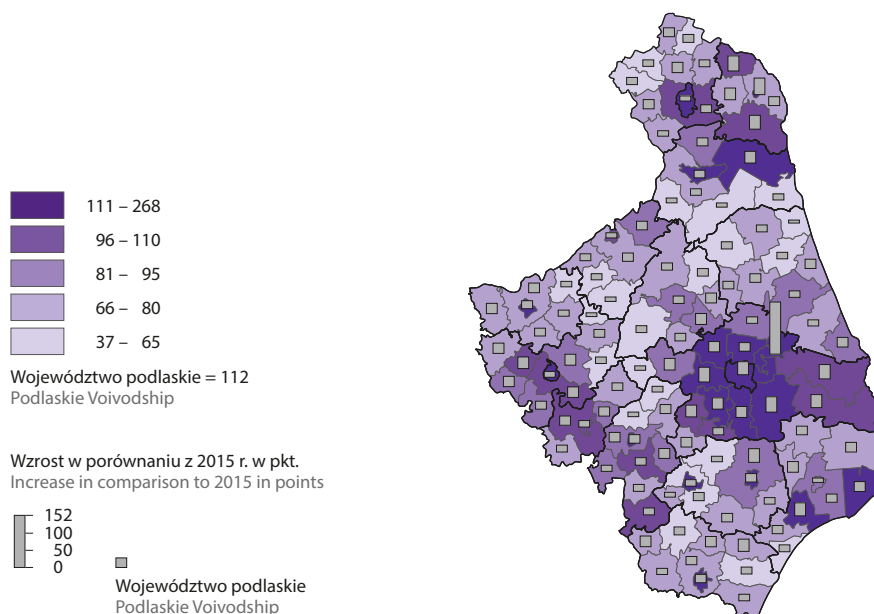 111 – 268
96 – 110
81 – 95
66 – 80
37 – 65
Województwo podlaskie = 112
Podlaskie Voivodship
Wzrost w porównaniu z 2015 r. w pkt.
Increase in comparison to 2015 in points
152
100
50
0
Województwo podlaskie
Podlaskie Voivodship